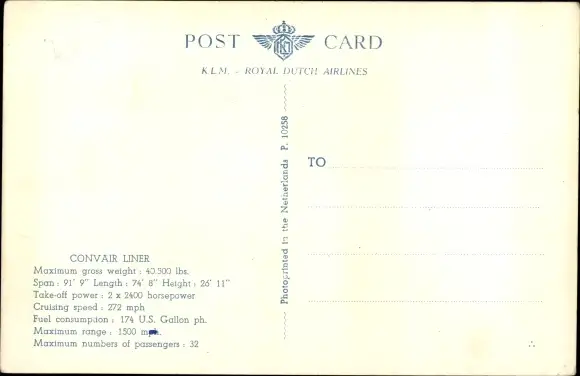 POST CARD
K.L.M. - ROYAL DUTCH AIRLINES
Photoprinted in the Netherlands P. 10258
TO
CONVAIR LINER
Maximum gross weight : 40.500 lbs.
Span : 91' 9" Length : 74' 8" Height : 26' 11"
Take-off power : 2 x 2400 horsepower
Cruising speed : 272 mph
Fuel consumption : 174 U.S. Gallon ph.
Maximum range : 1500
Maximum numbers of passengers : 32